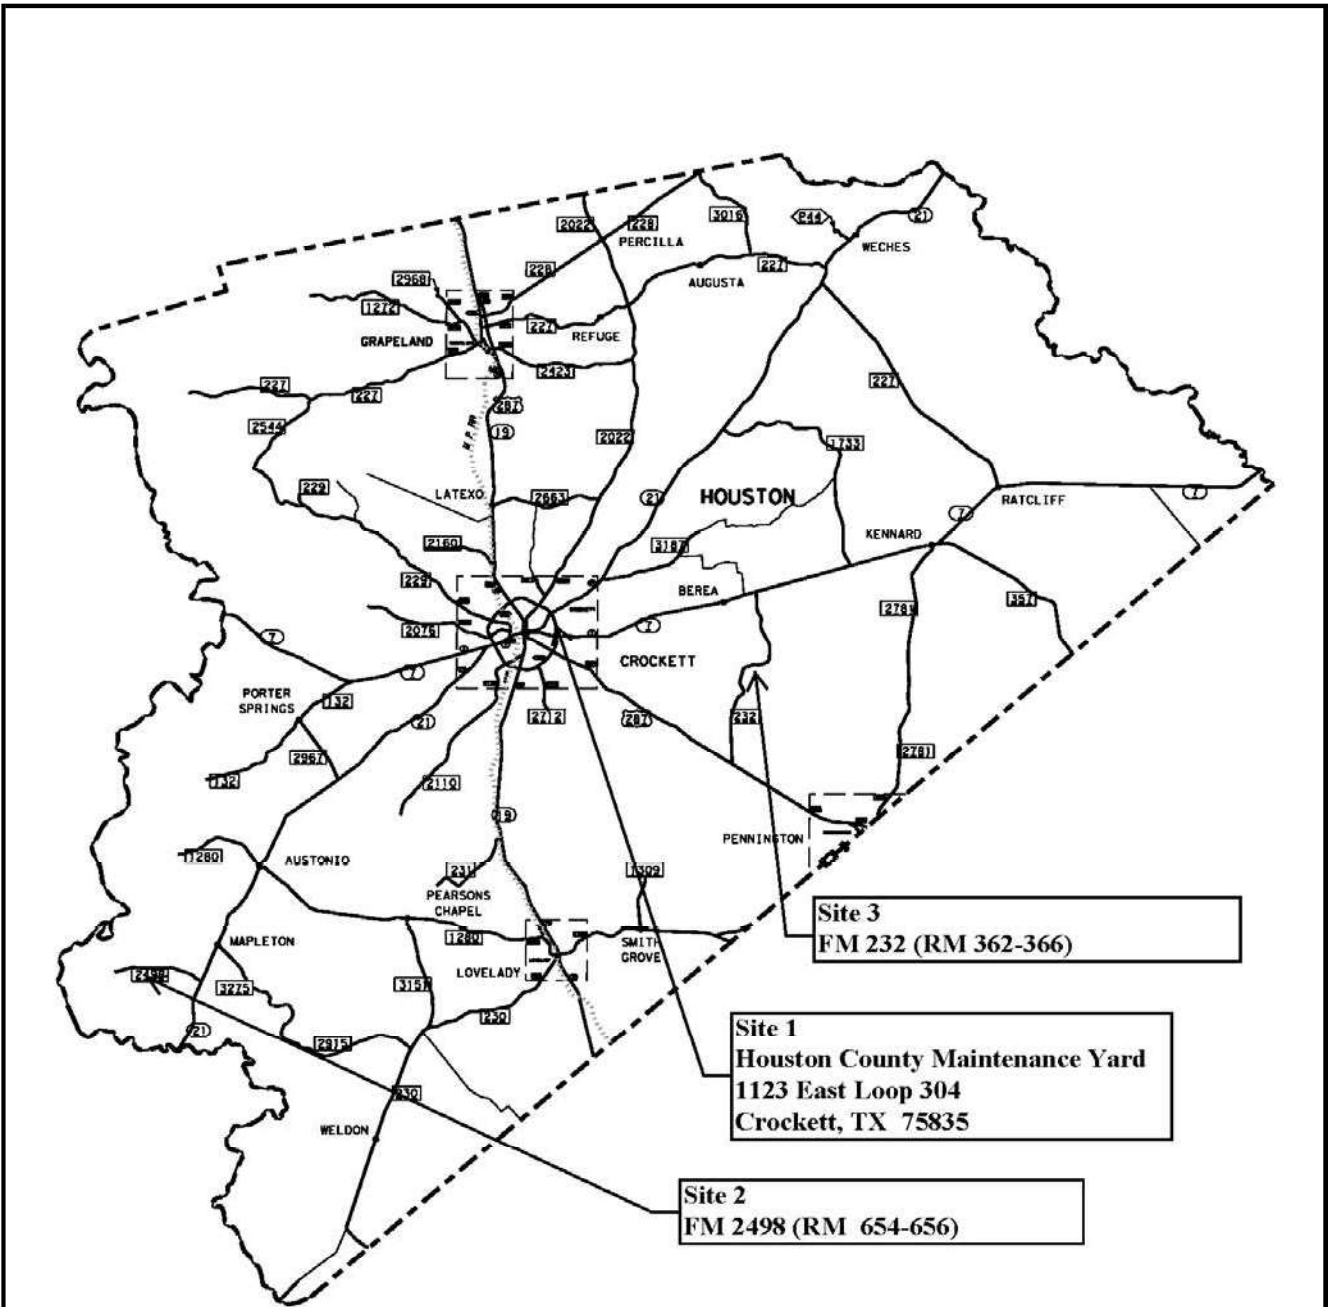 2022
228
3016
P44
21
PERCILLA
WECHES
2968
228
227
AUGUSTA
1272
GRAPELAND
227
REFUGE
2423
227
227
227
287
2544
19
2022
1733
LATEXO
229
2663
21
HOUSTON
7
RATCLIFF
7
KENNARD
2160
3187
229
BEREA
2781
357
2076
7
7
7
CROCKETT
PORTER
SPRINGS
132
21
2712
287
232
2967
2781
132
2110
19
PENNINGTON
1280
AUSTONIO
231
1309
PEARSONS
CHAPEL
MAPLETON
1280
SMITH
GROVE
LOVELADY
2498
3275
315
21
230
2915
230
WELDON
Site 3
FM 232 (RM 362-366)
Site 1
Houston County Maintenance Yard
1123 East Loop 304
Crockett, TX 75835
Site 2
FM 2498 (RM 654-656)